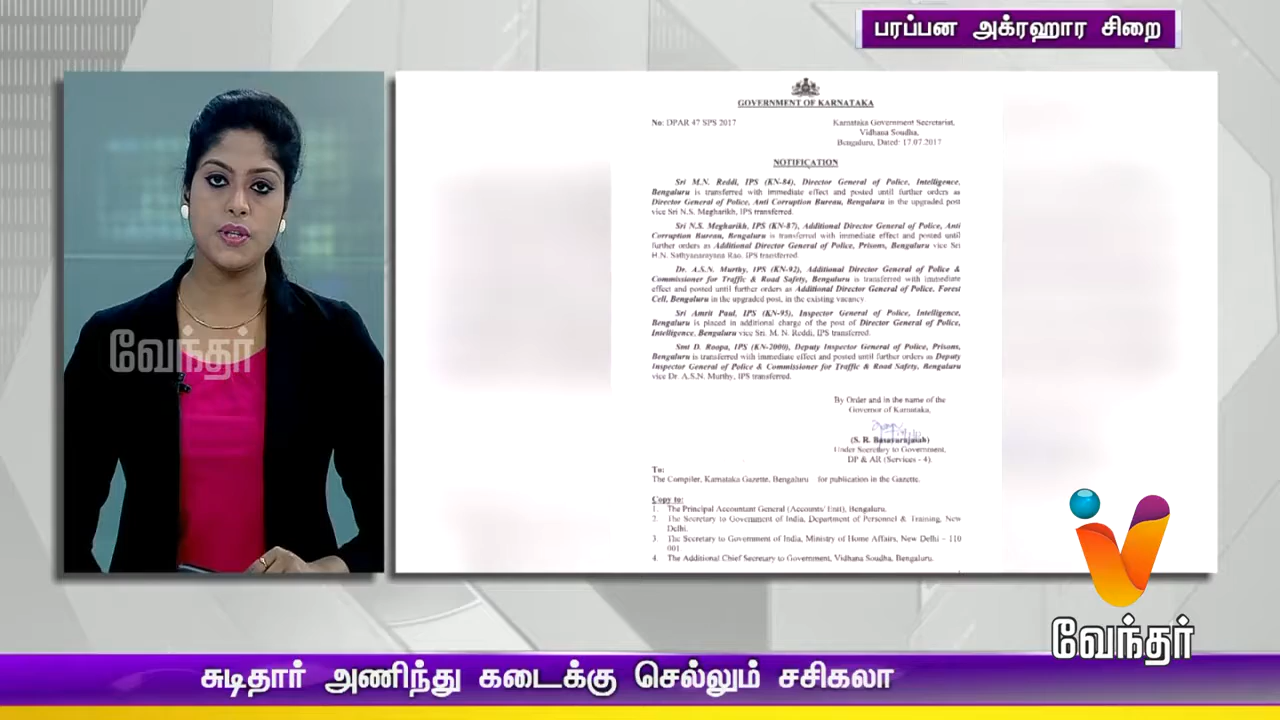 பரப்பன அக்ரஹார சிறை
GOVERNMENT OF KARNATAKA
No: DPAR 47 SPS 2017
Karnataka Government Secretariat,
Vidhana Soudha,
Bengaluru, Dated: 17.07.2017
NOTIFICATION
Sri M.N. Reddi, IPS (KN-84), Director General of Police, Intelligence,
Bengaluru is transferred with immediate effect and posted until further orders as
Director General of Police, Anti Corruption Bureau, Bengaluru in the upgraded post
vice Sri N.S. Megharikh, IPS transferred.
Sri N.S. Megharikh, IPS (KN-87), Additional Director General of Police, Anti
Corruption Bureau, Bengaluru is transferred with immediate effect and posted until
further orders as Additional Director General of Police, Prisons, Bengaluru vice Sri
H.N. Sathyanarayana Rao, IPS transferred.
Dr. A.S.N. Murthy, IPS (KN-92), Additional Director General of Police &
Commissioner for Traffic & Road Safety, Bengaluru is transferred with immediate
effect and posted until further orders as Additional Director General of Police, Forest
Cell, Bengaluru in the upgraded post, in the existing vacancy.
Sri Amrit Paul, IPS (KN-95), Inspector General of Police, Intelligence,
Bengaluru is placed in additional charge of the post of Director General of Police,
Intelligence, Bengaluru vice Sri. M. N. Reddi, IPS transferred.
Smt D. Roopa, IPS (KN-2000), Deputy Inspector General of Police, Prisons,
Bengaluru is transferred with immediate effect and posted until further orders as Deputy
Inspector General of Police & Commissioner for Traffic & Road Safety, Bengaluru
vice Dr. A.S.N. Murthy, IPS transferred.
By Order and in the name of the
Governor of Karnataka,
(S. R. Basavarajaiah)
Under Secretary to Government,
DP & AR (Services - 4)
To:
The Compiler, Karnataka Gazette, Bengaluru for publication in the Gazette.
Copy to:
1. The Principal Accountant General (Accounts' Unit), Bengaluru.
2. The Secretary to Government of India, Department of Personnel & Training, New
Delhi.
3. The Secretary to Government of India, Ministry of Home Affairs, New Delhi – 110
001
4. The Additional Chief Secretary to Government, Vidhana Soudha, Bengaluru.
வேந்தர்
வேந்தர்
சுடிதார் அணிந்து கடைக்கு செல்லும் சசிகலா